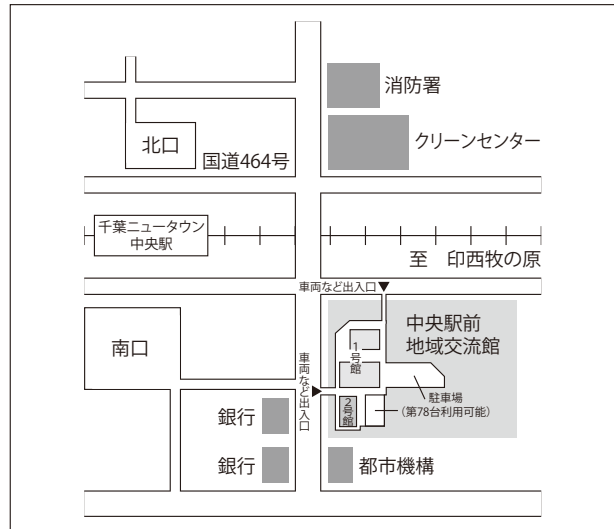 消防署
クリーンセンター
北口
国道464号
千葉ニュータウン
中央駅
至 印西牧の原
車両など出入口
中央駅前
地域交流館
南口
1号館
車両など出入口
駐車場
(第78台利用可能)
2号館
銀行
銀行
都市機構